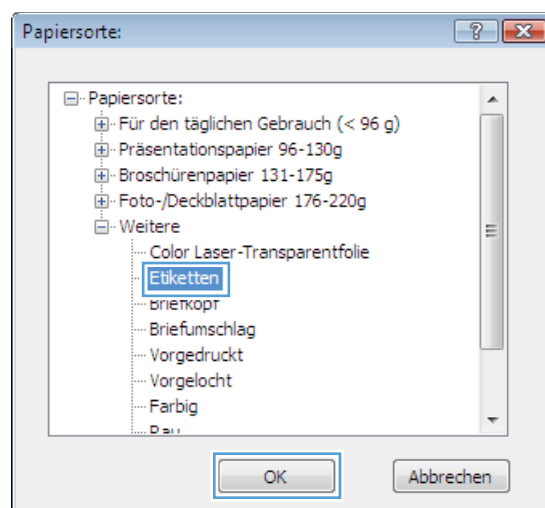 Papiersorte:
Papiersorte:
Für den täglichen Gebrauch (< 96 g)
Präsentationspapier 96-130g
Broschürenpapier 131-175g
Foto-/Deckblattpapier 176-220g
Weitere
Color Laser-Transparentfolie
Etiketten
Briefkopf
Briefumschlag
Vorgedruckt
Vorgelocht
Farbig
Rau
OK Abbrechen